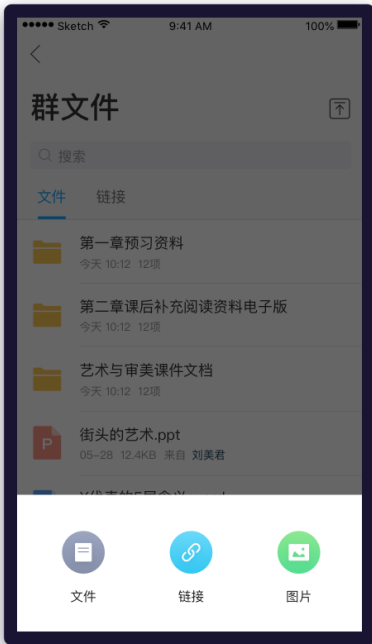 Sketch 9:41 AM 100%
群文件
搜索
文件 链接
第一章预习资料
今天 10:12 12项
第二章课后补充阅读资料电子版
今天 10:12 12项
艺术与审美课件文档
今天 10:12 12项
P
街头的艺术.ppt
05-28 12.4KB 来自 刘美君
文件 链接 图片